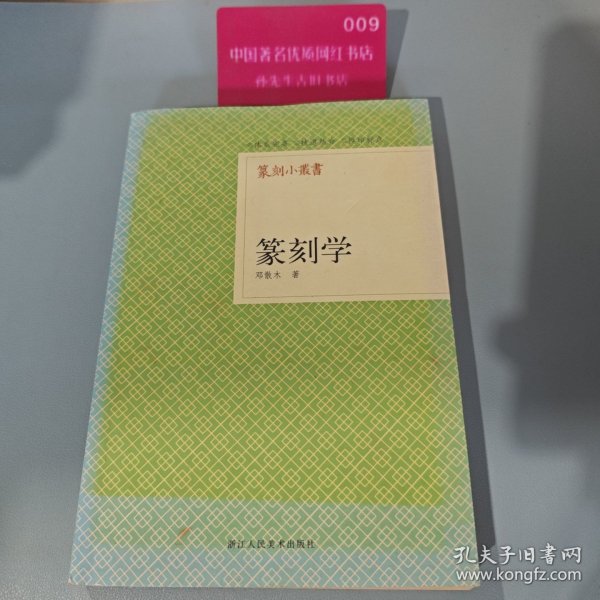 009
中国著名优质网红书店
孙先生古旧书店
篆刻小叢書
篆刻学
邓散木 著
浙江人民美术出版社
孔夫子旧书网
www.kongfz.com